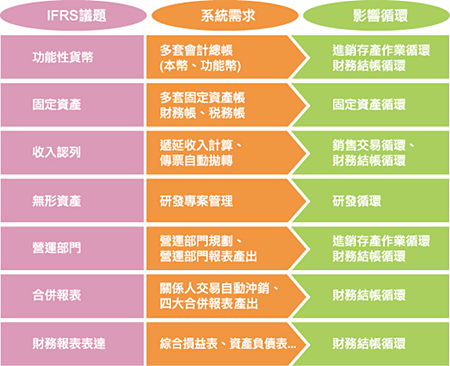 IFRS議題 系統需求 影響循環
功能性貨幣 多套會計總帳 進銷存產作業循環
(本幣、功能幣) 財務結帳循環
固定資產 多套固定資產帳 固定資產循環
財務帳、稅務帳
收入認列 遞延收入計算、 銷售交易循環、
傳票自動拋轉 財務結帳循環
無形資產 研發專案管理 研發循環
營運部門 營運部門規劃、 進銷存產作業循環
營運部門報表產出 財務結帳循環
合併報表 關係人交易自動沖銷、 財務結帳循環
四大合併報表產出
財務報表表達 綜合損益表、資產負債表... 財務結帳循環